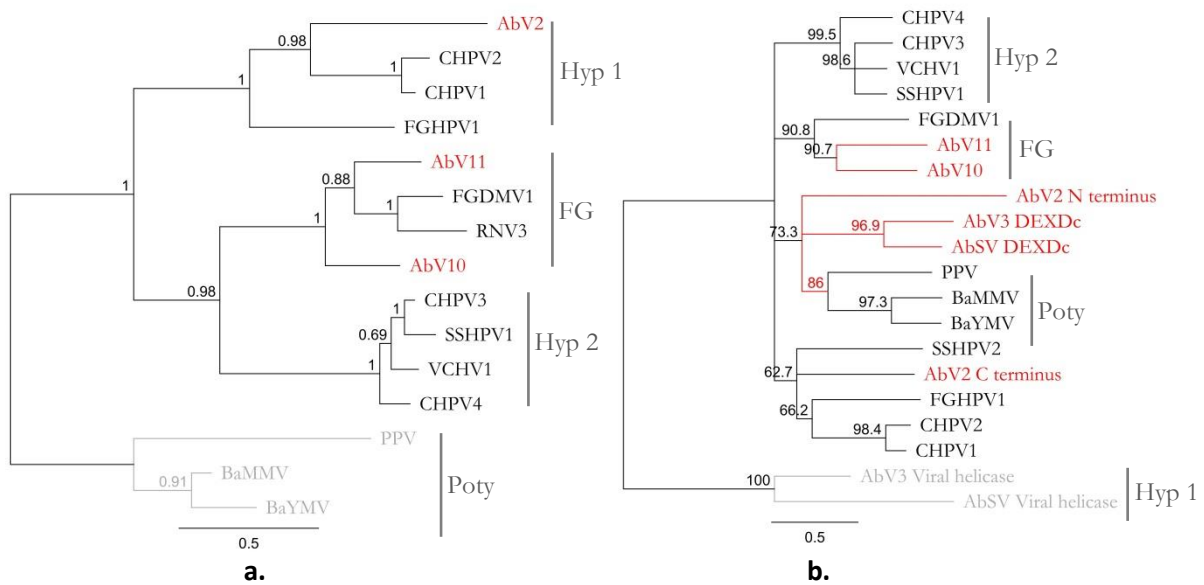 AbV2
0.98
CHPV2
1
CHPV1
1
FGHPV1
Hyp 1
1
AbV11
0.88
FGDMV1
1
RNV3
1
AbV10
FG
0.98
CHPV3
1
SSHPV1
0.69
VCHV1
1
CHPV4
Hyp 2
PPV
BaMMV
0.91
BaYMV
Poty
0.5
a.
CHPV4
99.5
CHPV3
98.6
VCHV1
SSHPV1
Hyp 2
FGDMV1
90.8
AbV11
90.7
AbV10
FG
AbV2 N terminus
73.3
AbV3 DEXDc
96.9
AbSV DEXDc
PPV
86
BaMMV
97.3
BaYMV
Poty
SSHPV2
62.7
AbV2 C terminus
FGHPV1
66.2
CHPV2
98.4
CHPV1
AbV3 Viral helicase
100
AbSV Viral helicase
Hyp 1
0.5
b.